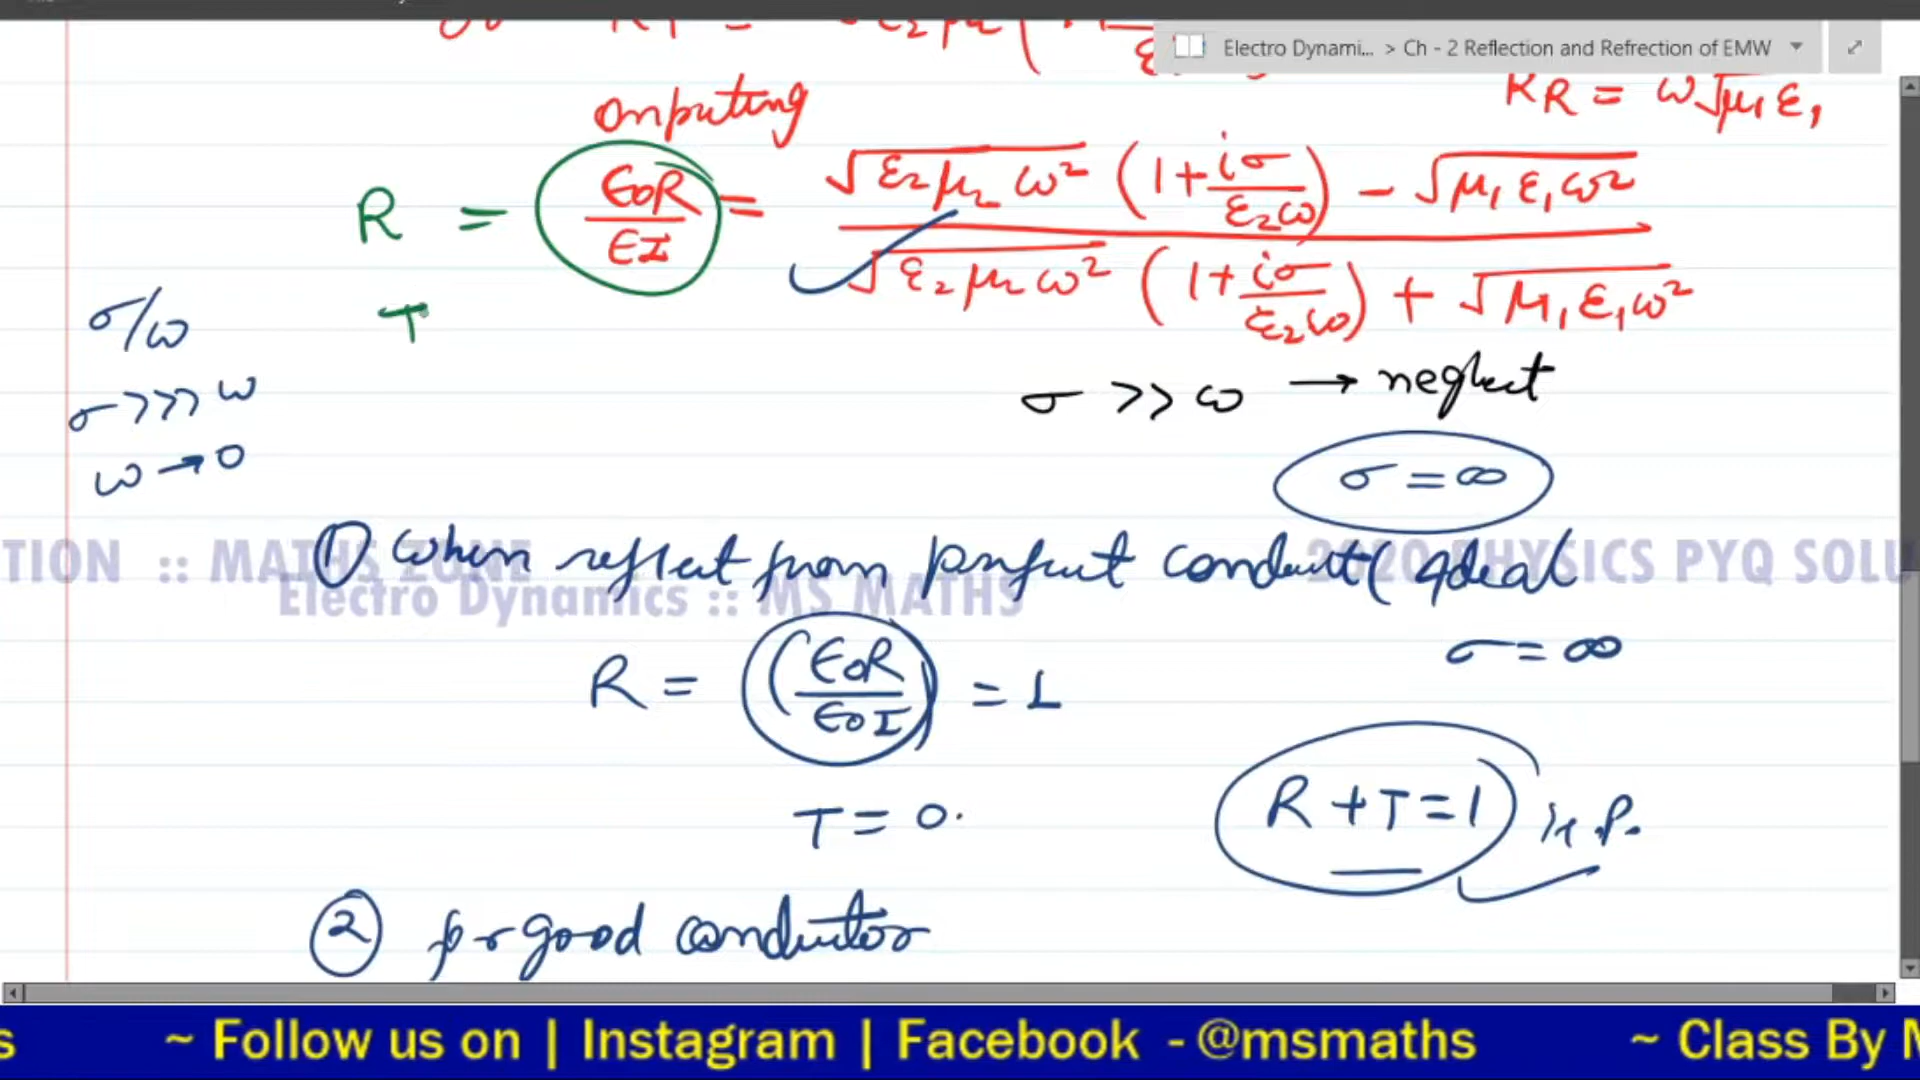 Electro Dynami... > Ch - 2 Reflection and Refrection of EMW
KR = ω√μ₁ε₁
onputing
R = E0R/EI = √ε₂μ₂ω² (1+iσ/ε₂ω) - √μ₁ε₁ω² / √ε₂μ₂ω² (1+iσ/ε₂ω) + √μ₁ε₁ω²
T
σ/ω
σ >>> ω
ω → 0
σ >> ω → neglect
σ = ∞
① when reflect from perfect conduct( Ideal
TION :: MATHS ZONE
2020 PHYSICS PYQ SOLU
Electro Dynamics :: MS MATHS
σ = ∞
R = (E0R/E0I) = 1
T = 0.
R + T = 1
② for good conductor
s ~ Follow us on | Instagram | Facebook - @msmaths ~ Class By M